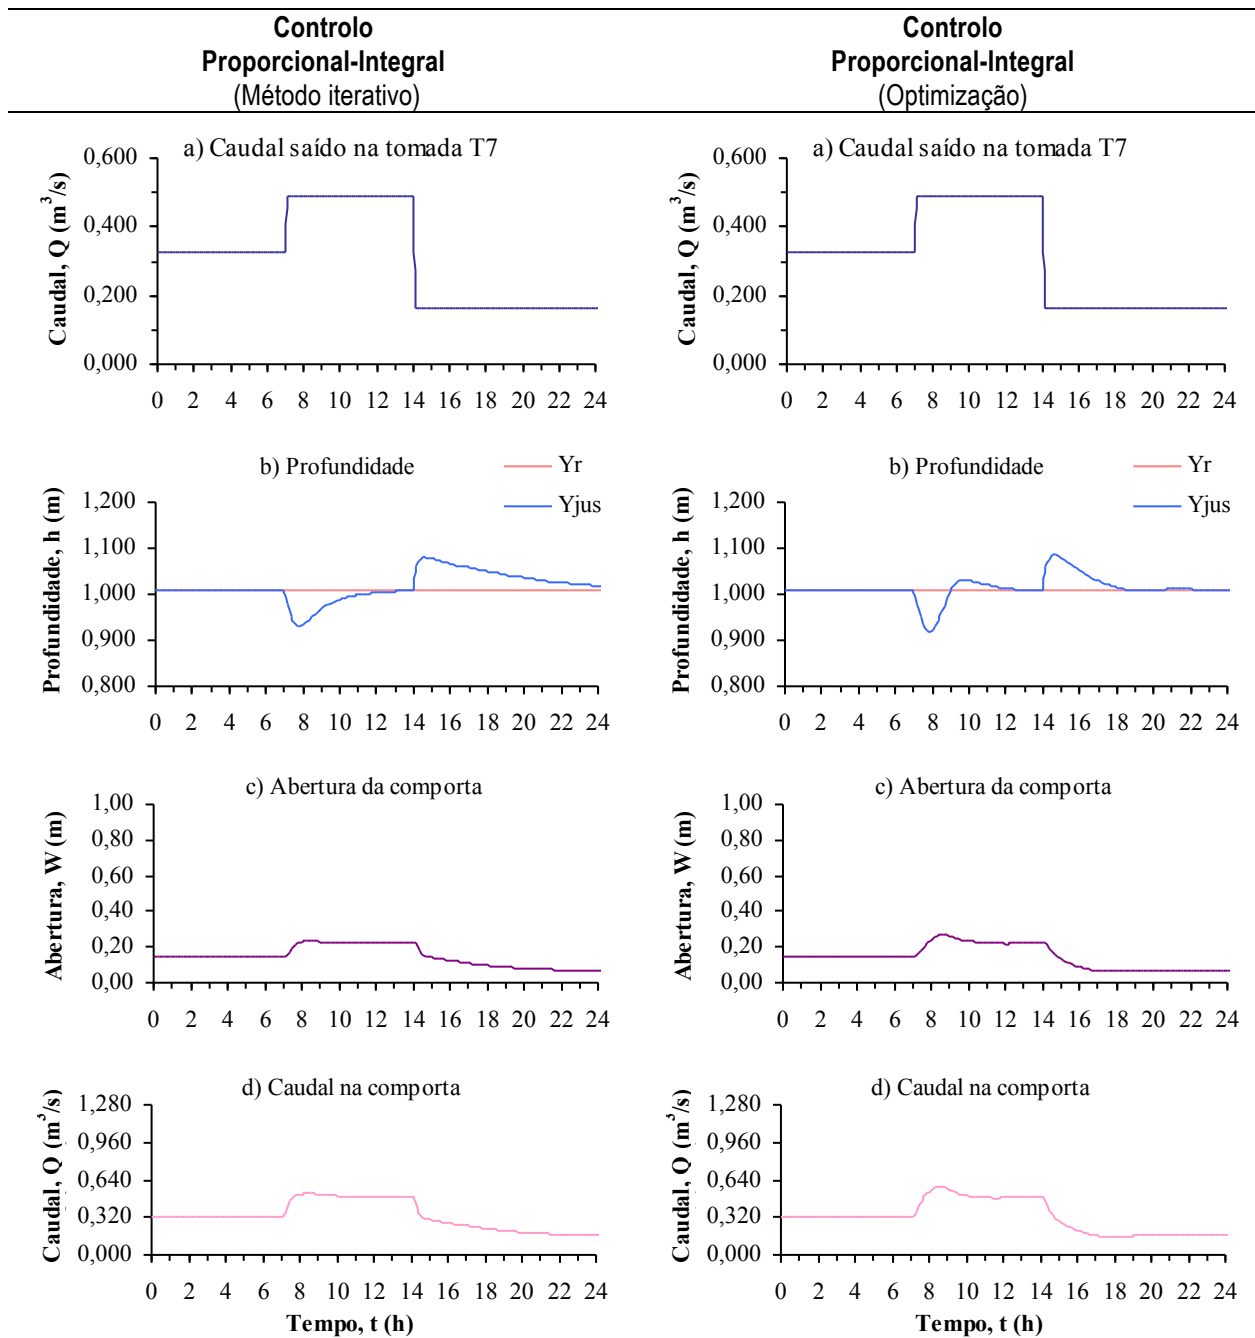 Controlo
Proporcional-Integral
(Método iterativo)
Controlo
Proporcional-Integral
(Optimização)
a) Caudal saído na tomada T7
Caudal, Q (m³/s)
0,600
0,400
0,200
0,000
0 2 4 6 8 10 12 14 16 18 20 22 24
a) Caudal saído na tomada T7
Caudal, Q (m³/s)
0,600
0,400
0,200
0,000
0 2 4 6 8 10 12 14 16 18 20 22 24
b) Profundidade
Yr
Yjus
Profundidade, h (m)
1,200
1,100
1,000
0,900
0,800
0 2 4 6 8 10 12 14 16 18 20 22 24
b) Profundidade
Yr
Yjus
Profundidade, h (m)
1,200
1,100
1,000
0,900
0,800
0 2 4 6 8 10 12 14 16 18 20 22 24
c) Abertura da comporta
Abertura, W (m)
1,00
0,80
0,60
0,40
0,20
0,00
0 2 4 6 8 10 12 14 16 18 20 22 24
c) Abertura da comporta
Abertura, W (m)
1,00
0,80
0,60
0,40
0,20
0,00
0 2 4 6 8 10 12 14 16 18 20 22 24
d) Caudal na comporta
Caudal, Q (m³/s)
1,280
0,960
0,640
0,320
0,000
0 2 4 6 8 10 12 14 16 18 20 22 24
Tempo, t (h)
d) Caudal na comporta
Caudal, Q (m³/s)
1,280
0,960
0,640
0,320
0,000
0 2 4 6 8 10 12 14 16 18 20 22 24
Tempo, t (h)